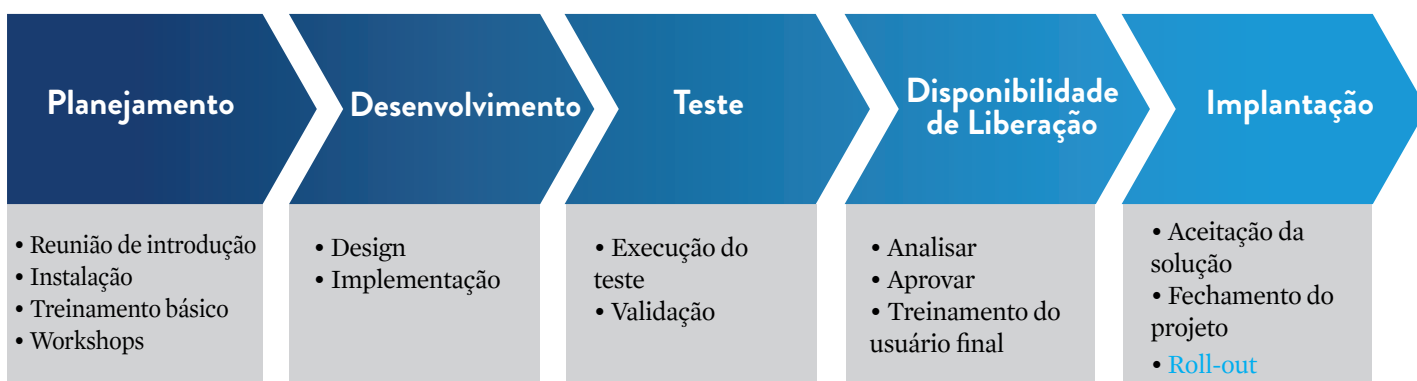 Planejamento
Desenvolvimento
Teste
Disponibilidade
de Liberação
Implantação
• Reunião de introdução
• Instalação
• Treinamento básico
• Workshops
• Design
• Implementação
• Execução do
teste
• Validação
• Analisar
• Aprovar
• Treinamento do
usuário final
• Aceitação da
solução
• Fechamento do
projeto
• Roll-out